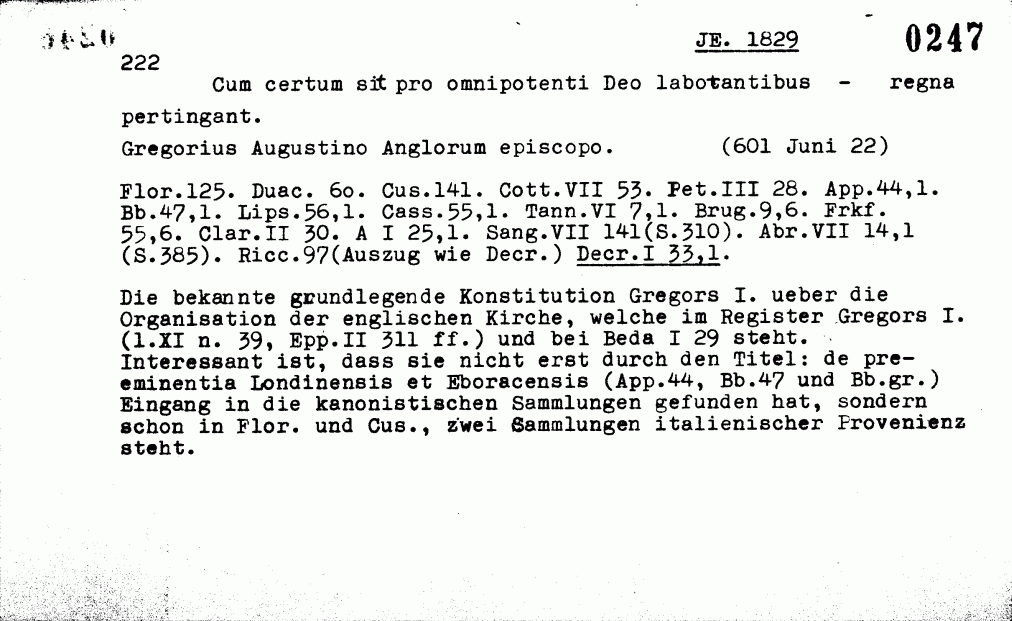 JE. 1829 0247
222
Cum certum sit pro omnipotenti Deo labotantibus - regna
pertingant.
Gregorius Augustino Anglorum episcopo. (601 Juni 22)
Flor.125. Duac. 6o. Cus.141. Cott.VII 53. Pet.III 28. App.44,1.
Bb.47,1. Lips.56,1. Cass.55,1. Tann.VI 7,1. Brug.9,6. Frkf.
55,6. Clar.II 30. A I 25,1. Sang.VII 141(S.310). Abr.VII 14,1
(S.385). Ricc.97(Auszug wie Decr.) Decr.I 33,1.
Die bekannte grundlegende Konstitution Gregors I. ueber die
Organisation der englischen Kirche, welche im Register Gregors I.
(l.XI n. 39, Epp.II 311 ff.) und bei Beda I 29 steht.
Interessant ist, dass sie nicht erst durch den Titel: de pre-
eminentia Londinensis et Eboracensis (App.44, Bb.47 und Bb.gr.)
Eingang in die kanonistischen Sammlungen gefunden hat, sondern
schon in Flor. und Cus., zwei Sammlungen italienischer Provenienz
steht.